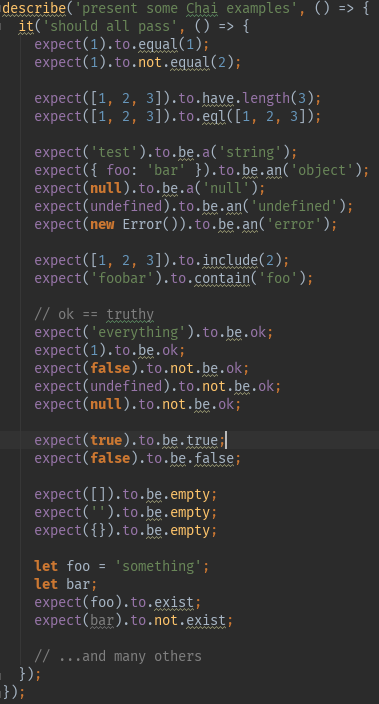 describe('present some Chai examples', () => {
  it('should all pass', () => {
    expect(1).to.equal(1);
    expect(1).to.not.equal(2);

    expect([1, 2, 3]).to.have.length(3);
    expect([1, 2, 3]).to.eql([1, 2, 3]);

    expect('test').to.be.a('string');
    expect({ foo: 'bar' }).to.be.an('object');
    expect(null).to.be.a('null');
    expect(undefined).to.be.an('undefined');
    expect(new Error()).to.be.an('error');

    expect([1, 2, 3]).to.include(2);
    expect('foobar').to.contain('foo');

    // ok == truthy
    expect('everything').to.be.ok;
    expect(1).to.be.ok;
    expect(false).to.not.be.ok;
    expect(undefined).to.not.be.ok;
    expect(null).to.not.be.ok;

    expect(true).to.be.true;
    expect(false).to.be.false;

    expect([]).to.be.empty;
    expect('').to.be.empty;
    expect({}).to.be.empty;

    let foo = 'something';
    let bar;
    expect(foo).to.exist;
    expect(bar).to.not.exist;

    // ...and many others
  });
});